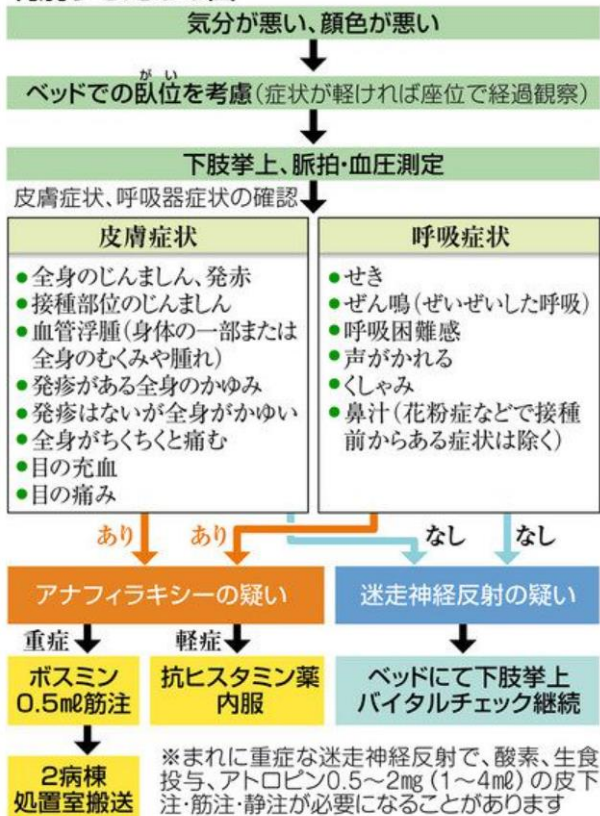 気分が悪い、顔色が悪い
がい
ベッドでの臥位を考慮(症状が軽ければ座位で経過観察)
下肢挙上、脈拍・血圧測定
皮膚症状、呼吸器症状の確認
皮膚症状
●全身のじんましん、発赤
●接種部位のじんましん
●血管浮腫(身体の一部または
全身のむくみや腫れ)
●発疹がある全身のかゆみ
●発疹はないが全身がかゆい
●全身がちくちくと痛む
●目の充血
●目の痛み
呼吸症状
●せき
●ぜん鳴(ぜいぜいした呼吸)
●呼吸困難感
●声がかれる
●くしゃみ
●鼻汁(花粉症などで接種
前からある症状は除く)
あり
あり
なし
なし
アナフィラキシーの疑い
迷走神経反射の疑い
重症
軽症
ボスミン
0.5㎖筋注
抗ヒスタミン薬
内服
ベッドにて下肢挙上
バイタルチェック継続
2病棟
処置室搬送
※まれに重症な迷走神経反射で、酸素、生食
投与、アトロピン0.5〜2㎎(1〜4㎖)の皮下
注・筋注・静注が必要になることがあります